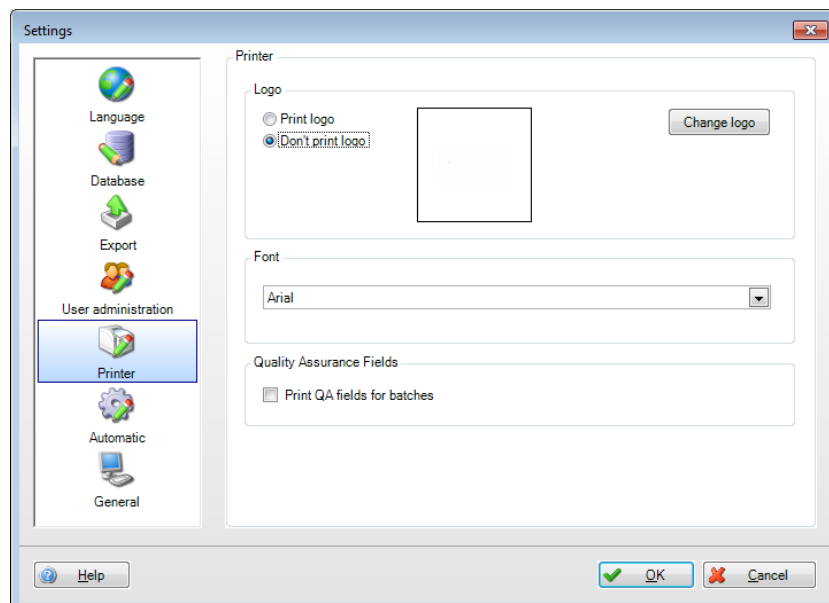 Settings
Language
Database
Export
User administration
Printer
Automatic
General
Printer
Logo
Print logo
Don't print logo
Change logo
Font
Arial
Quality Assurance Fields
Print QA fields for batches
Help
OK
Cancel